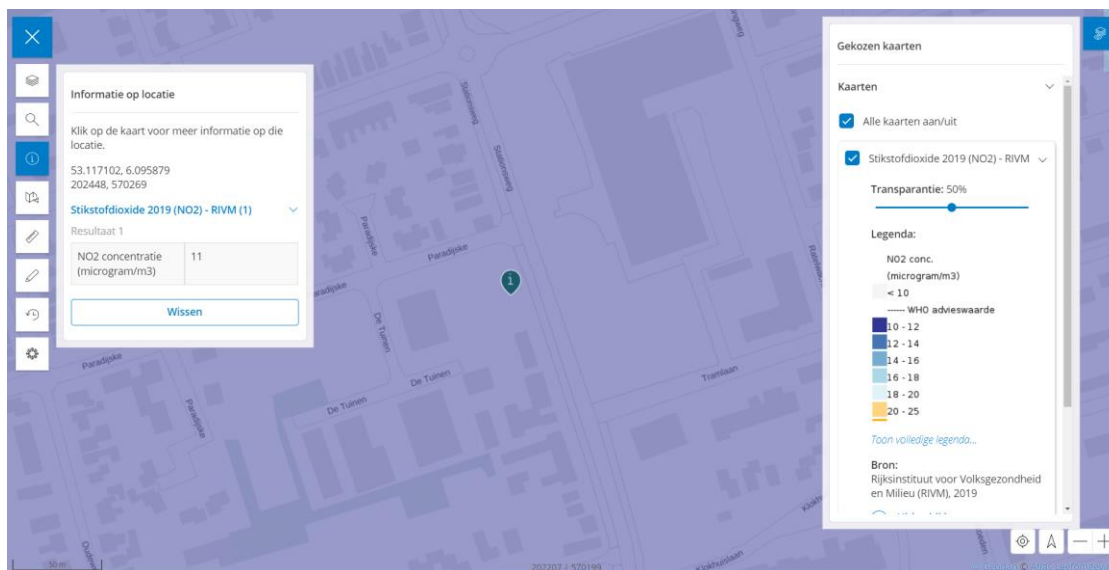 Informatie op locatie
Klik op de kaart voor meer informatie op die
locatie.
53.117102, 6.095879
202448, 570269
Stikstofdioxide 2019 (NO2) - RIVM (1)
Resultaat 1
NO2 concentratie
(microgram/m3)
11
Wissen
Gekozen kaarten
Kaarten
Alle kaarten aan/uit
Stikstofdioxide 2019 (NO2) - RIVM
Transparantie: 50%
Legenda:
NO2 conc.
(microgram/m3)
< 10
------ WHO advieswaarde
10 - 12
12 - 14
14 - 16
16 - 18
18 - 20
20 - 25
Toon volledige legenda...
Bron:
Rijksinstituut voor Volksgezondheid
en Milieu (RIVM), 2019
Stationsweg
Stationsweg
Paradijske
Paradijske
De Tuinen
Paradijske
Paradijske
De Tuinen
De Tuinen
Tramlaan
Klokhuislaan
50 m
202207 | 570199